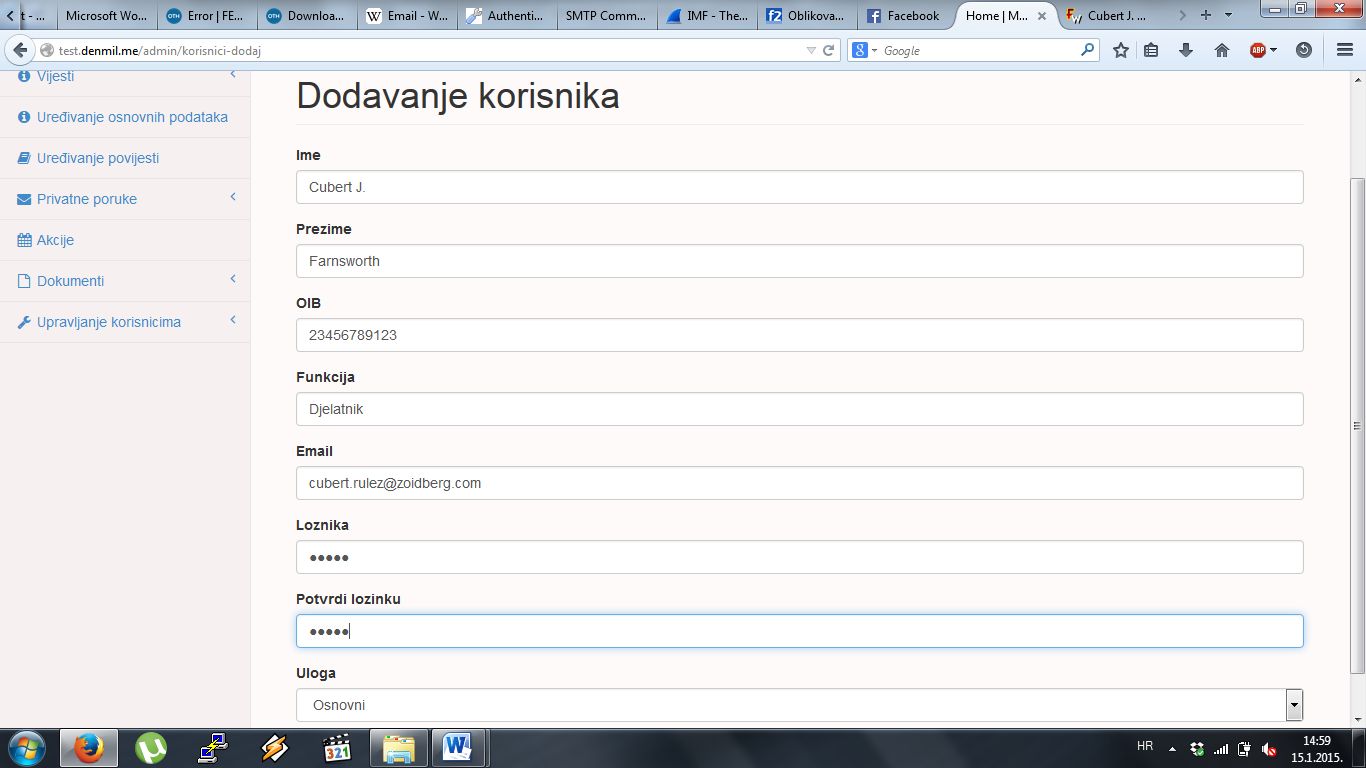 t - ...
Microsoft Wo...
Error | FE...
Downloa...
Email - W...
Authenti...
SMTP Comm...
IMF - The...
Oblikova...
Facebook
Home | M...
Cubert J. ...
test.denmil.me/admin/korisnici-dodaj
Google
Vijesti
Uređivanje osnovnih podataka
Uređivanje povijesti
Privatne poruke
Akcije
Dokumenti
Upravljanje korisnicima
Dodavanje korisnika
Ime
Cubert J.
Prezime
Farnsworth
OIB
23456789123
Funkcija
Djelatnik
Email
cubert.rulez@zoidberg.com
Loznika
●●●●●
Potvrdi lozinku
●●●●●
Uloga
Osnovni
HR
14:59
15.1.2015.